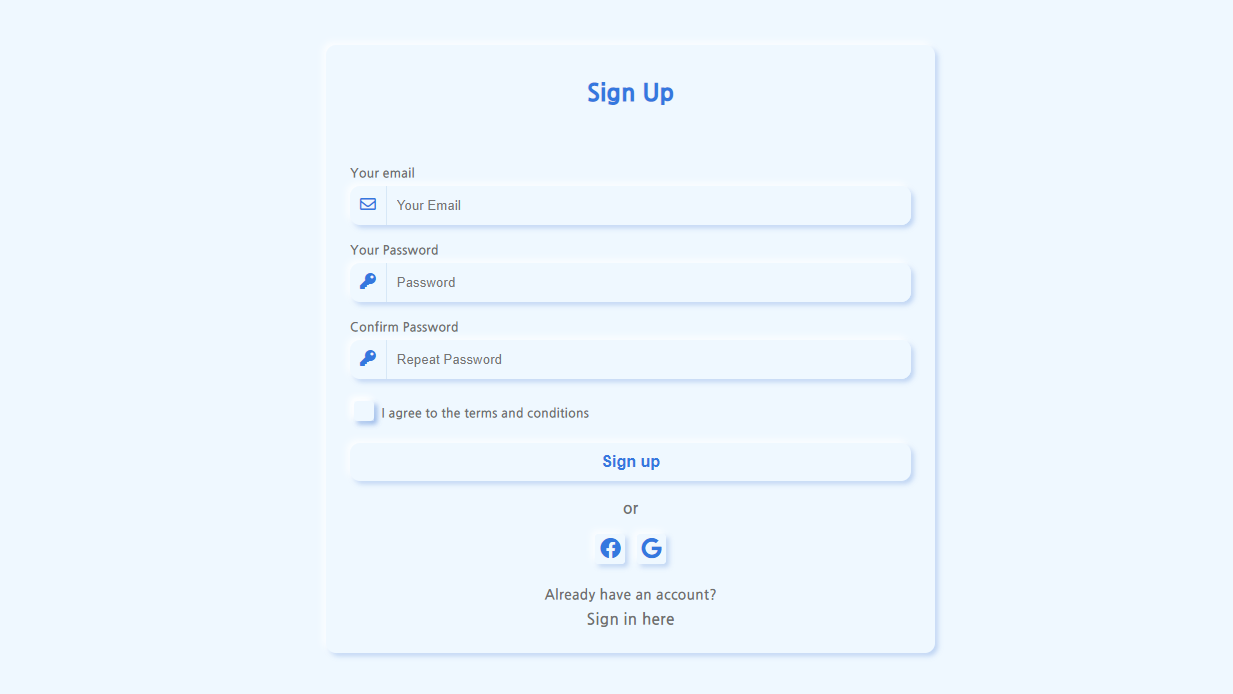 Sign Up
Your email
Your Email
Your Password
Password
Confirm Password
Repeat Password
I agree to the terms and conditions
Sign up
or
Already have an account?
Sign in here